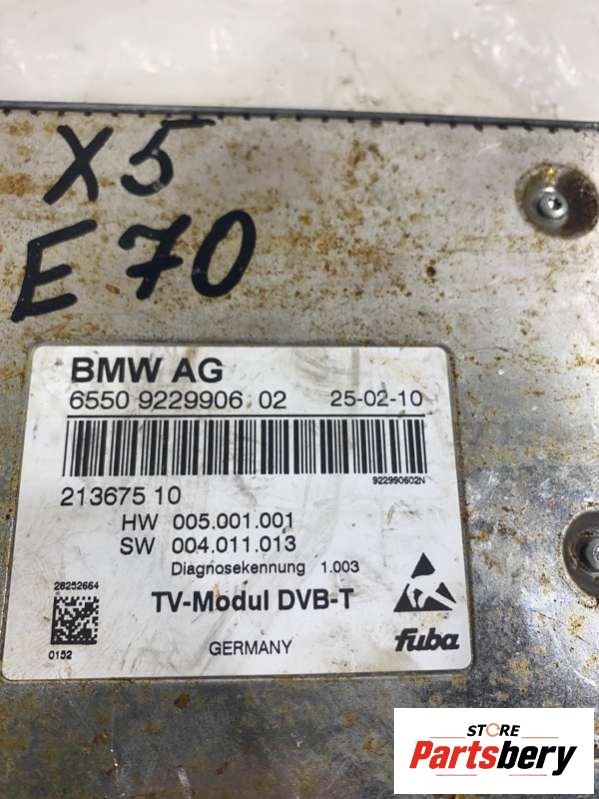 X5
E70
BMW AG
6550 9229906 02 25-02-10
922990602N
213675 10
HW 005.001.001
SW 004.011.013
Diagnosekennung 1.003
28252664
TV-Modul DVB-T
0152
GERMANY
fuba
STORE
Partsbery